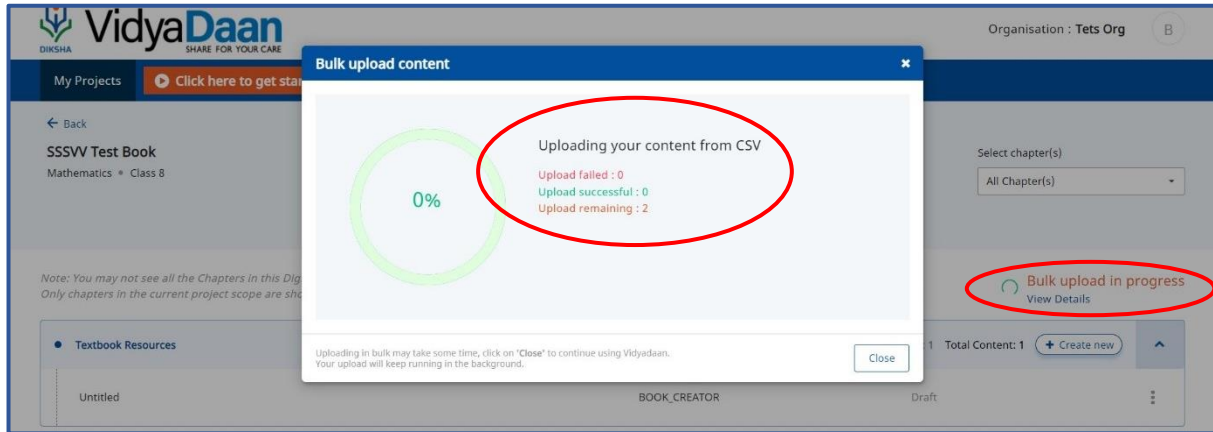 DIKSHA
VidyaDaan
SHARE FOR YOUR CARE
Organisation : Tets Org
B
My Projects
Click here to get star
Bulk upload content
×
Back
SSSVV Test Book
Mathematics • Class 8
0%
Uploading your content from CSV
Upload failed : 0
Upload successful : 0
Upload remaining : 2
Select chapter(s)
All Chapter(s)
Note: You may not see all the Chapters in this Dig
Only chapters in the current project scope are sho
Bulk upload in progress
View Details
Uploading in bulk may take some time, click on 'Close' to continue using Vidyadaan.
Your upload will keep running in the background.
Close
Textbook Resources
: 1 Total Content: 1 + Create new
Untitled
BOOK_CREATOR
Draft